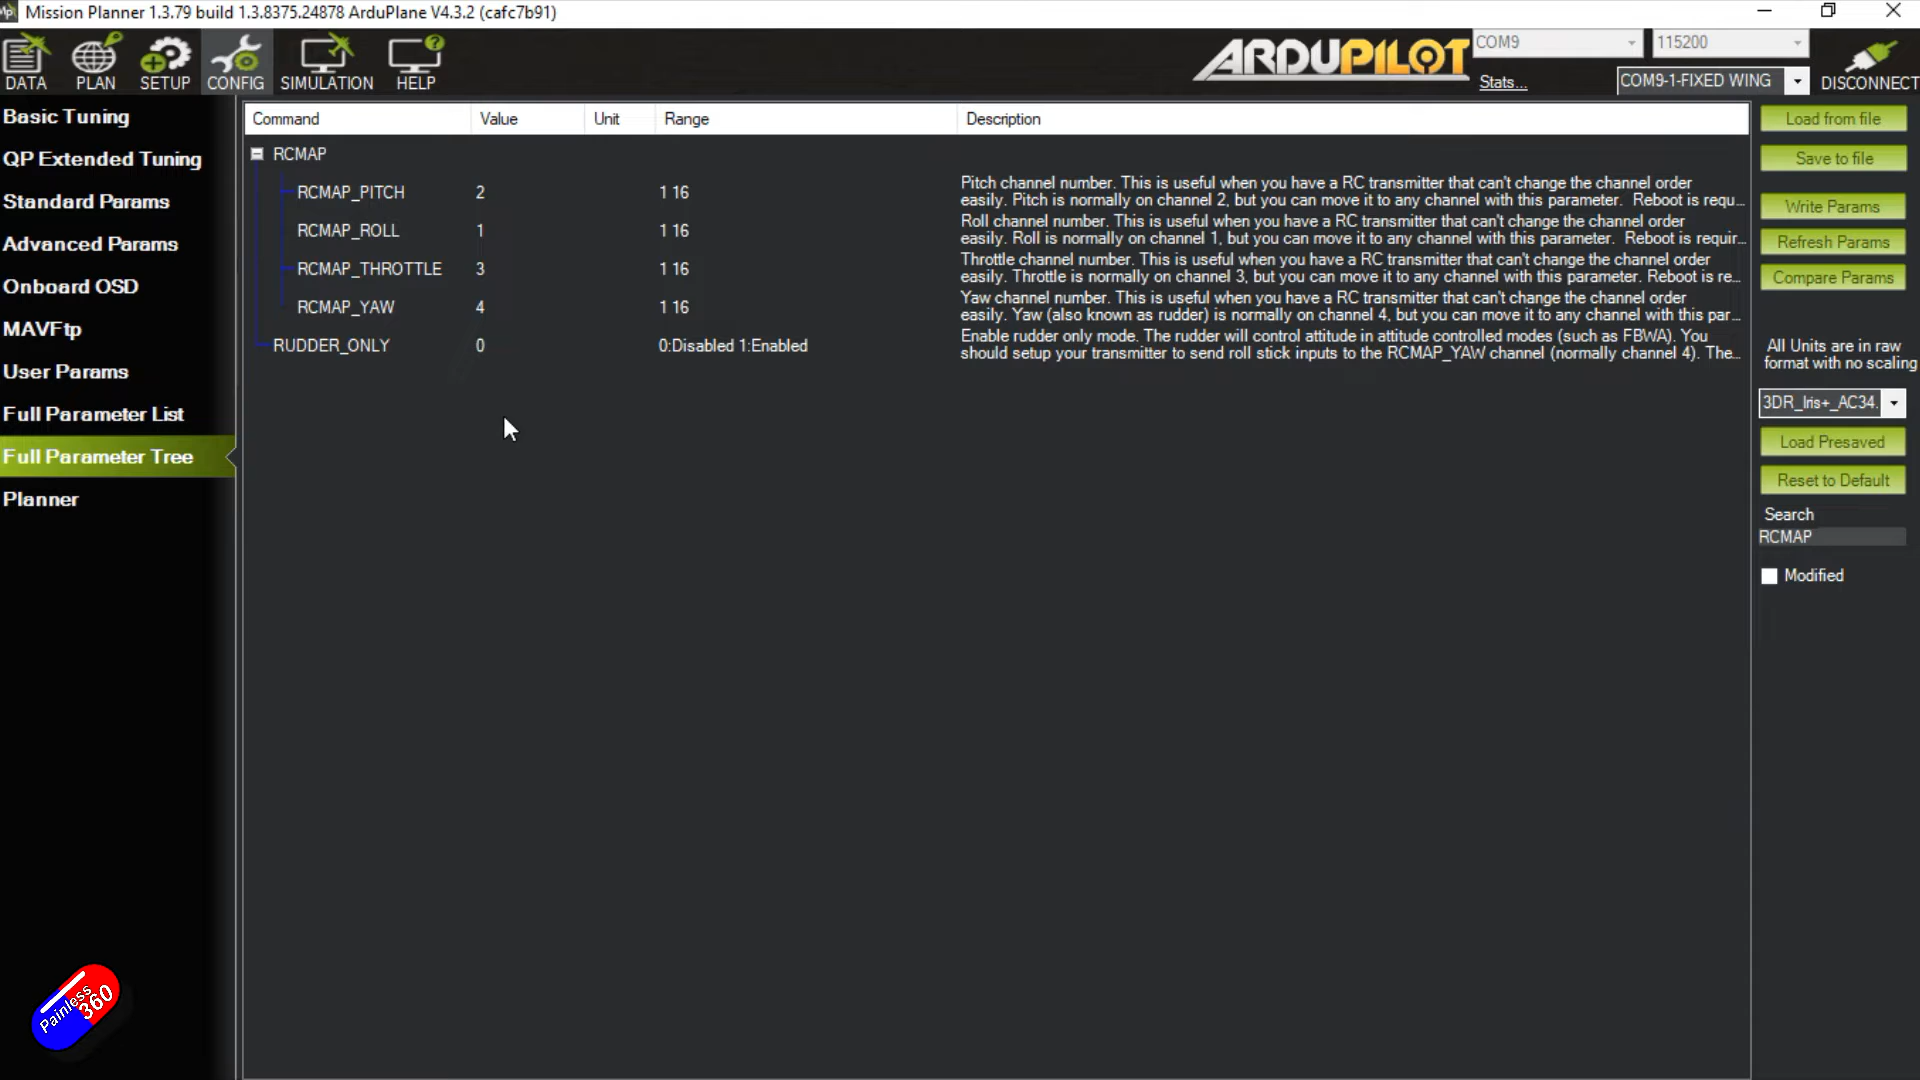 Mission Planner 1.3.79 build 1.3.8375.24878 ArduPlane V4.3.2 (cafc7b91)
DATA
PLAN
SETUP
CONFIG
SIMULATION
HELP
ARDUPILOT
COM9
115200
Stats...
COM9-1-FIXED WING
DISCONNECT
Basic Tuning
QP Extended Tuning
Standard Params
Advanced Params
Onboard OSD
MAVFtp
User Params
Full Parameter List
Full Parameter Tree
Planner
Command Value Unit Range Description
RCMAP
RCMAP_PITCH 2 1 16
Pitch channel number. This is useful when you have a RC transmitter that can't change the channel order
easily. Pitch is normally on channel 2, but you can move it to any channel with this parameter. Reboot is requ...
RCMAP_ROLL 1 1 16
Roll channel number. This is useful when you have a RC transmitter that can't change the channel order
easily. Roll is normally on channel 1, but you can move it to any channel with this parameter. Reboot is requir...
RCMAP_THROTTLE 3 1 16
Throttle channel number. This is useful when you have a RC transmitter that can't change the channel order
easily. Throttle is normally on channel 3, but you can move it to any channel with this parameter. Reboot is re...
RCMAP_YAW 4 1 16
Yaw channel number. This is useful when you have a RC transmitter that can't change the channel order
easily. Yaw (also known as rudder) is normally on channel 4, but you can move it to any channel with this par...
RUDDER_ONLY 0 0:Disabled 1:Enabled
Enable rudder only mode. The rudder will control attitude in attitude controlled modes (such as FBWA). You
should setup your transmitter to send roll stick inputs to the RCMAP_YAW channel (normally channel 4). The...
Load from file
Save to file
Write Params
Refresh Params
Compare Params
All Units are in raw
format with no scaling
3DR_Iris+_AC34.
Load Presaved
Reset to Default
Search
RCMAP
Modified
Painless
360